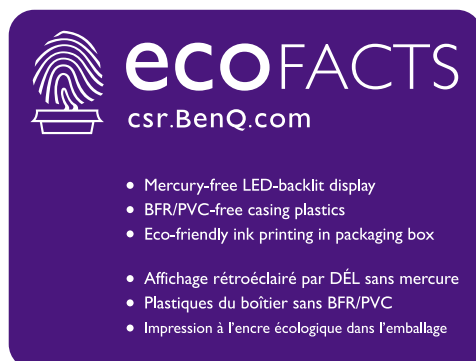 ecoFACTS
csr.BenQ.com
• Mercury-free LED-backlit display
• BFR/PVC-free casing plastics
• Eco-friendly ink printing in packaging box
• Affichage rétroéclairé par DÉL sans mercure
• Plastiques du boîtier sans BFR/PVC
• Impression à l'encre écologique dans l'emballage